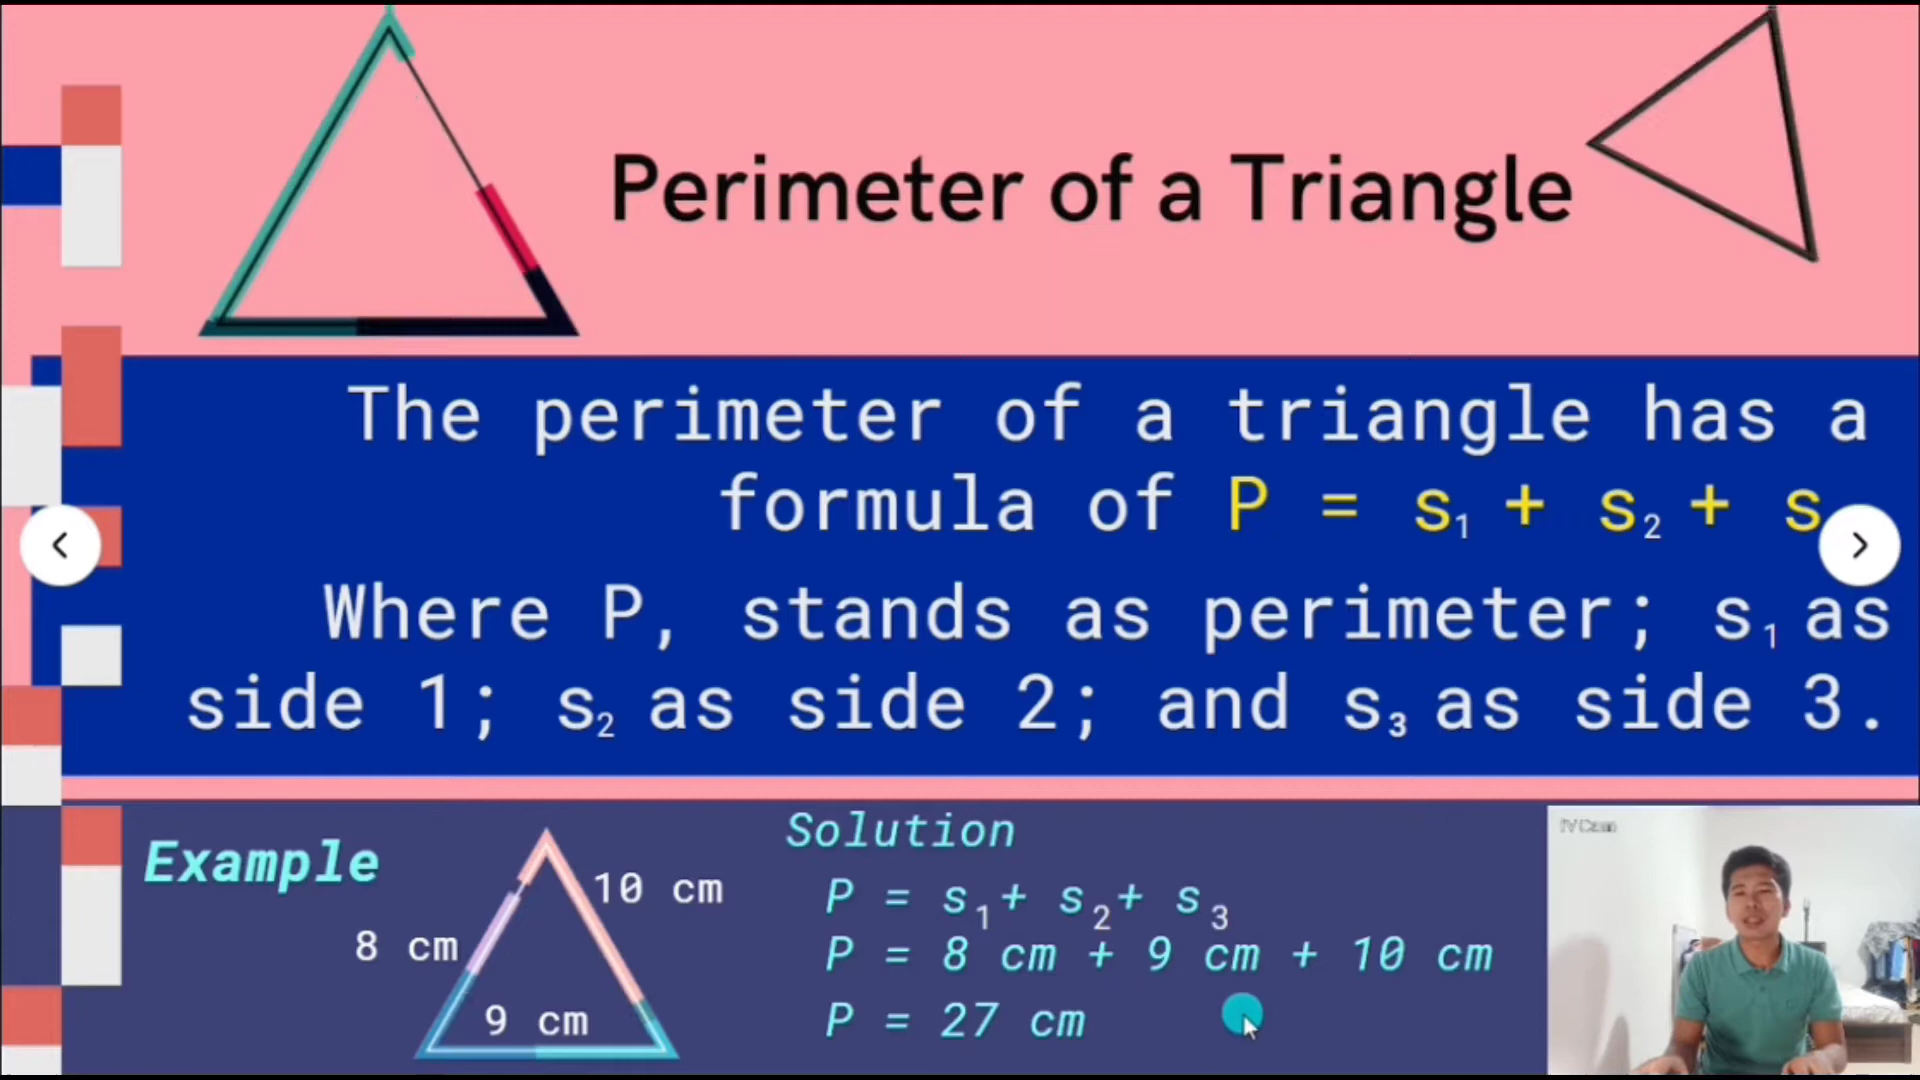 Perimeter of a Triangle
The perimeter of a triangle has a
formula of P = s₁ + s₂ + s
Where P, stands as perimeter; s₁ as
side 1; s₂ as side 2; and s₃ as side 3.
Example
10 cm
8 cm
9 cm
Solution
P = s₁ + s₂ + s₃
P = 8 cm + 9 cm + 10 cm
P = 27 cm
iVCam